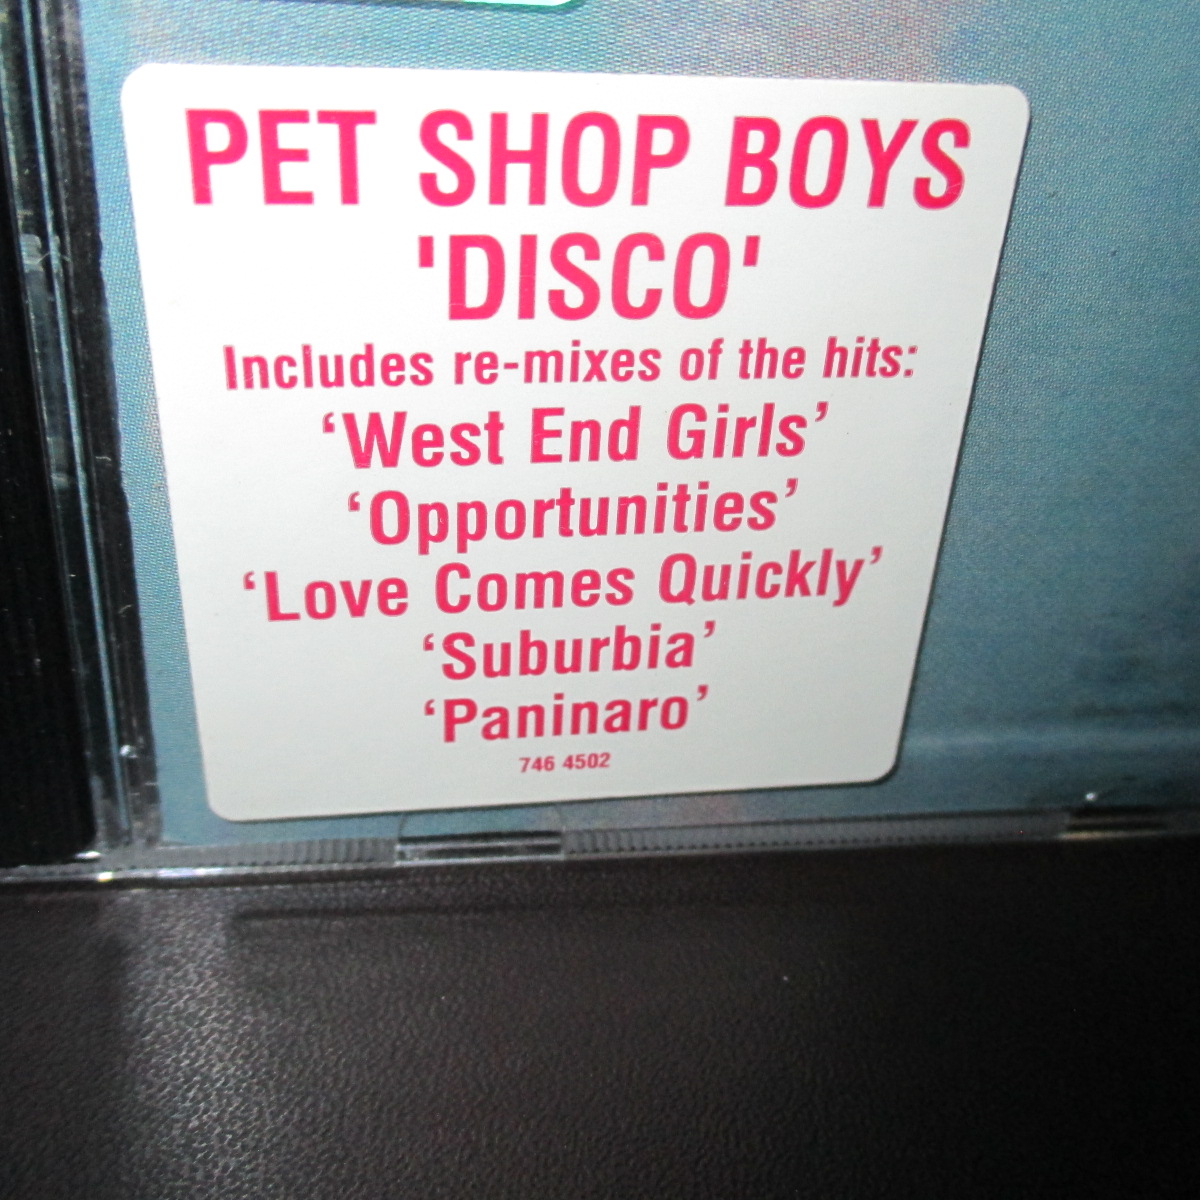 PET SHOP BOYS
'DISCO'
Includes re-mixes of the hits:
‘West End Girls’
‘Opportunities’
‘Love Comes Quickly’
‘Suburbia’
‘Paninaro’
746 4502